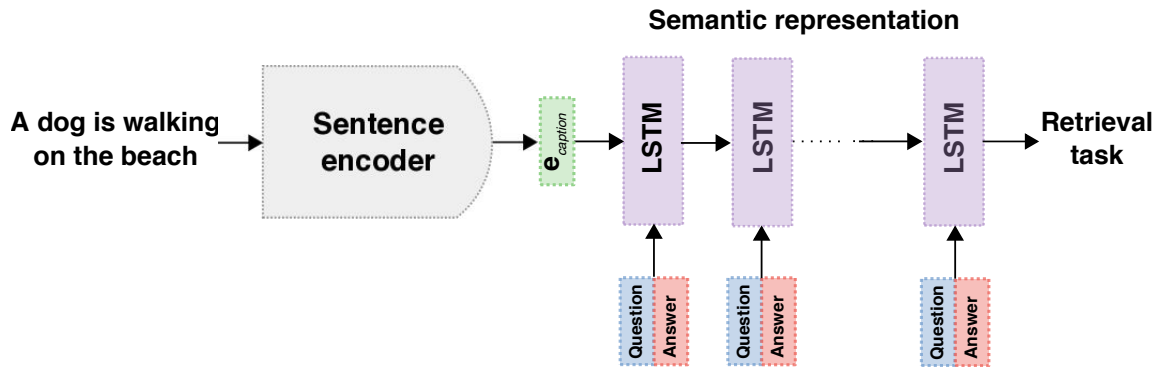 Semantic representation
A dog is walking
on the beach
Sentence
encoder
e caption
LSTM
LSTM
LSTM
Retrieval
task
Question
Answer
Question
Answer
Question
Answer